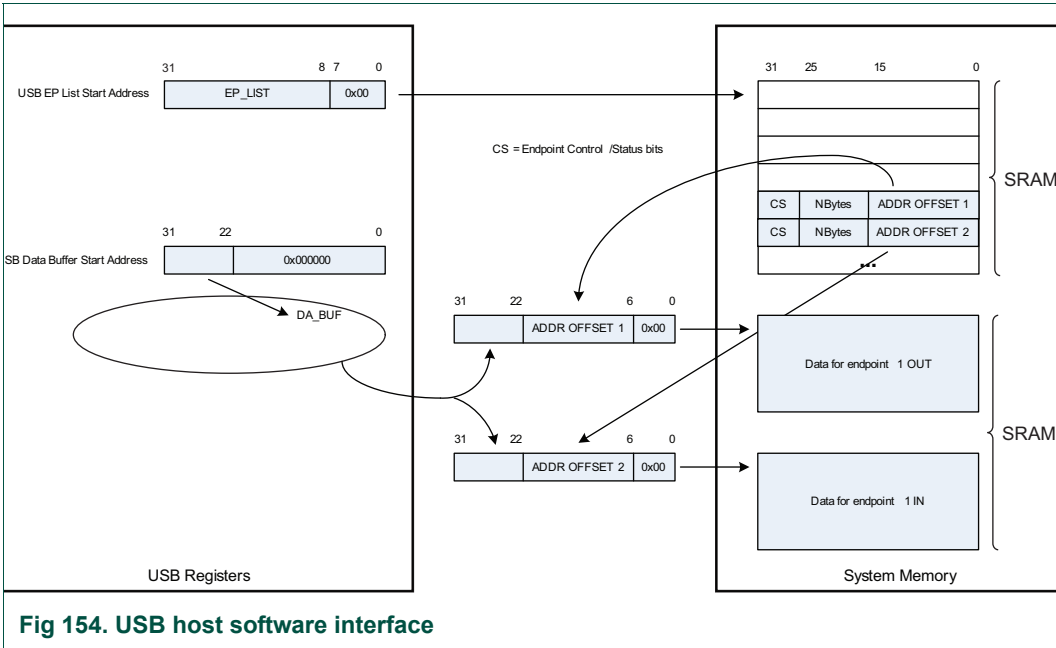 31 8 7 0
USB EP List Start Address EP_LIST 0x00
31 25 15 0
CS = Endpoint Control /Status bits
SRAM
CS NBytes ADDR OFFSET 1
CS NBytes ADDR OFFSET 2
...
31 22 0
SB Data Buffer Start Address 0x000000
DA_BUF
31 22 6 0
ADDR OFFSET 1 0x00
Data for endpoint 1 OUT
SRAM
31 22 6 0
ADDR OFFSET 2 0x00
Data for endpoint 1 IN
USB Registers
System Memory
Fig 154. USB host software interface